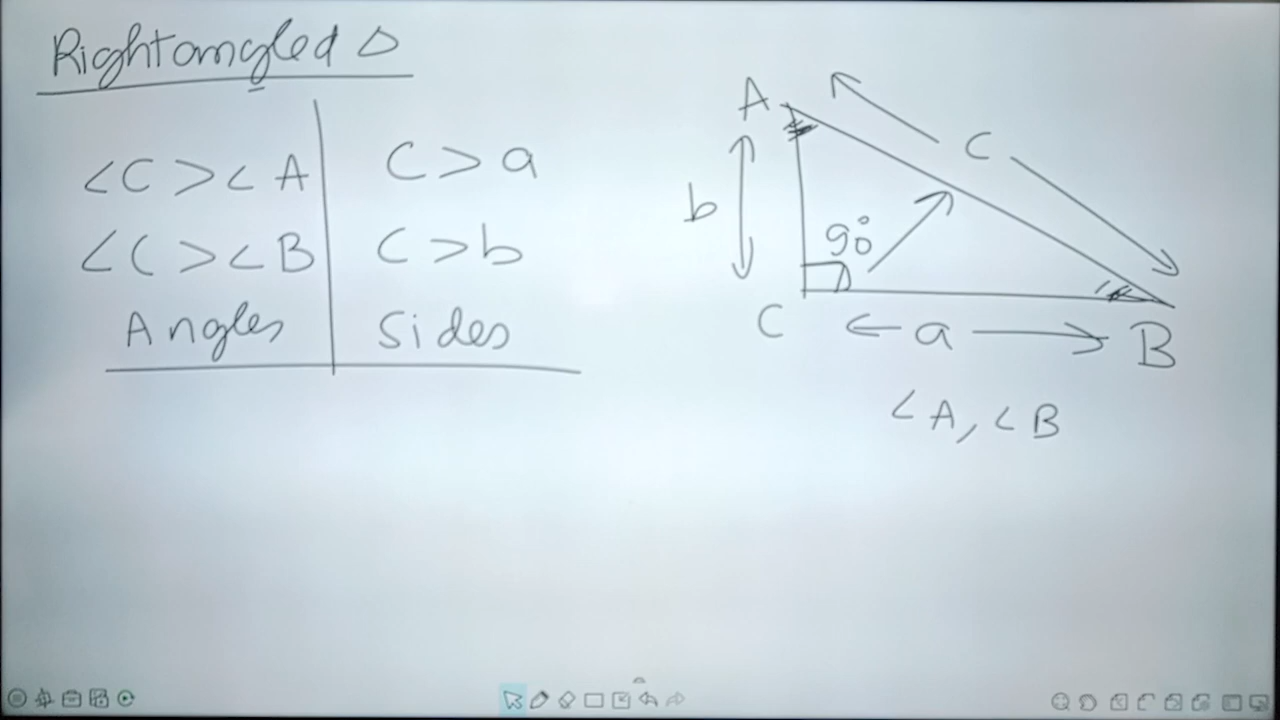 Rightangled △
∠C > ∠A
C > a
∠C > ∠B
C > b
Angles
Sides
A
C
b
90°
C
a
B
∠A, ∠B